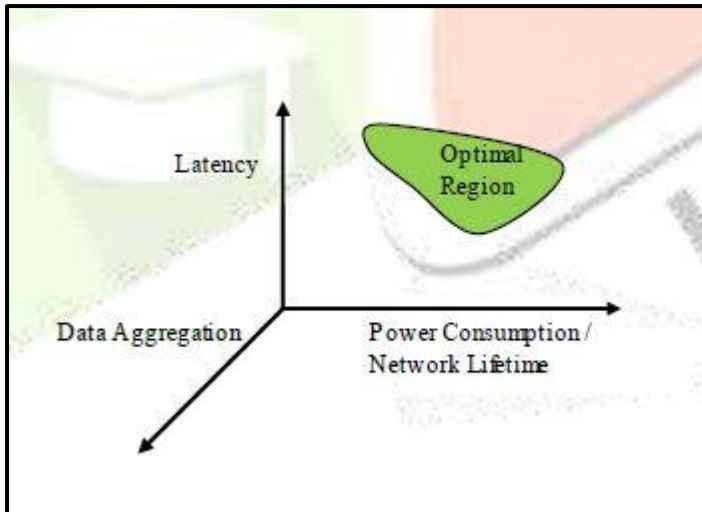 Optimal
Region
Latency
Data Aggregation
Power Consumption /
Network Lifetime